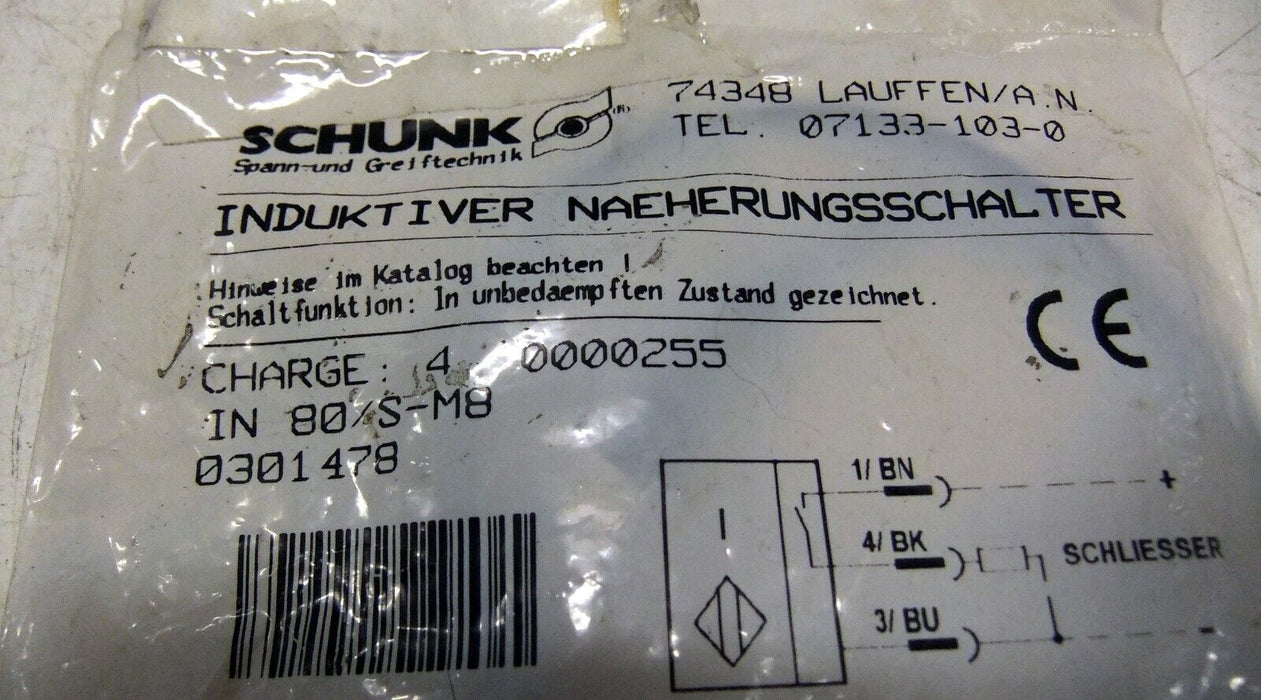 SCHUNK (R)
Spann-und Greiftechnik
74348 LAUFFEN/A.N.
TEL. 07133-103-0
INDUKTIVER NAEHERUNGSSCHALTER
Hinweise im Katalog beachten !
Schaltfunktion: In unbedaempften Zustand gezeichnet.
CE
CHARGE: 4 0000255
IN 80/S-M8
0301478
1/ BN +
4/ BK SCHLIESSER
3/ BU -